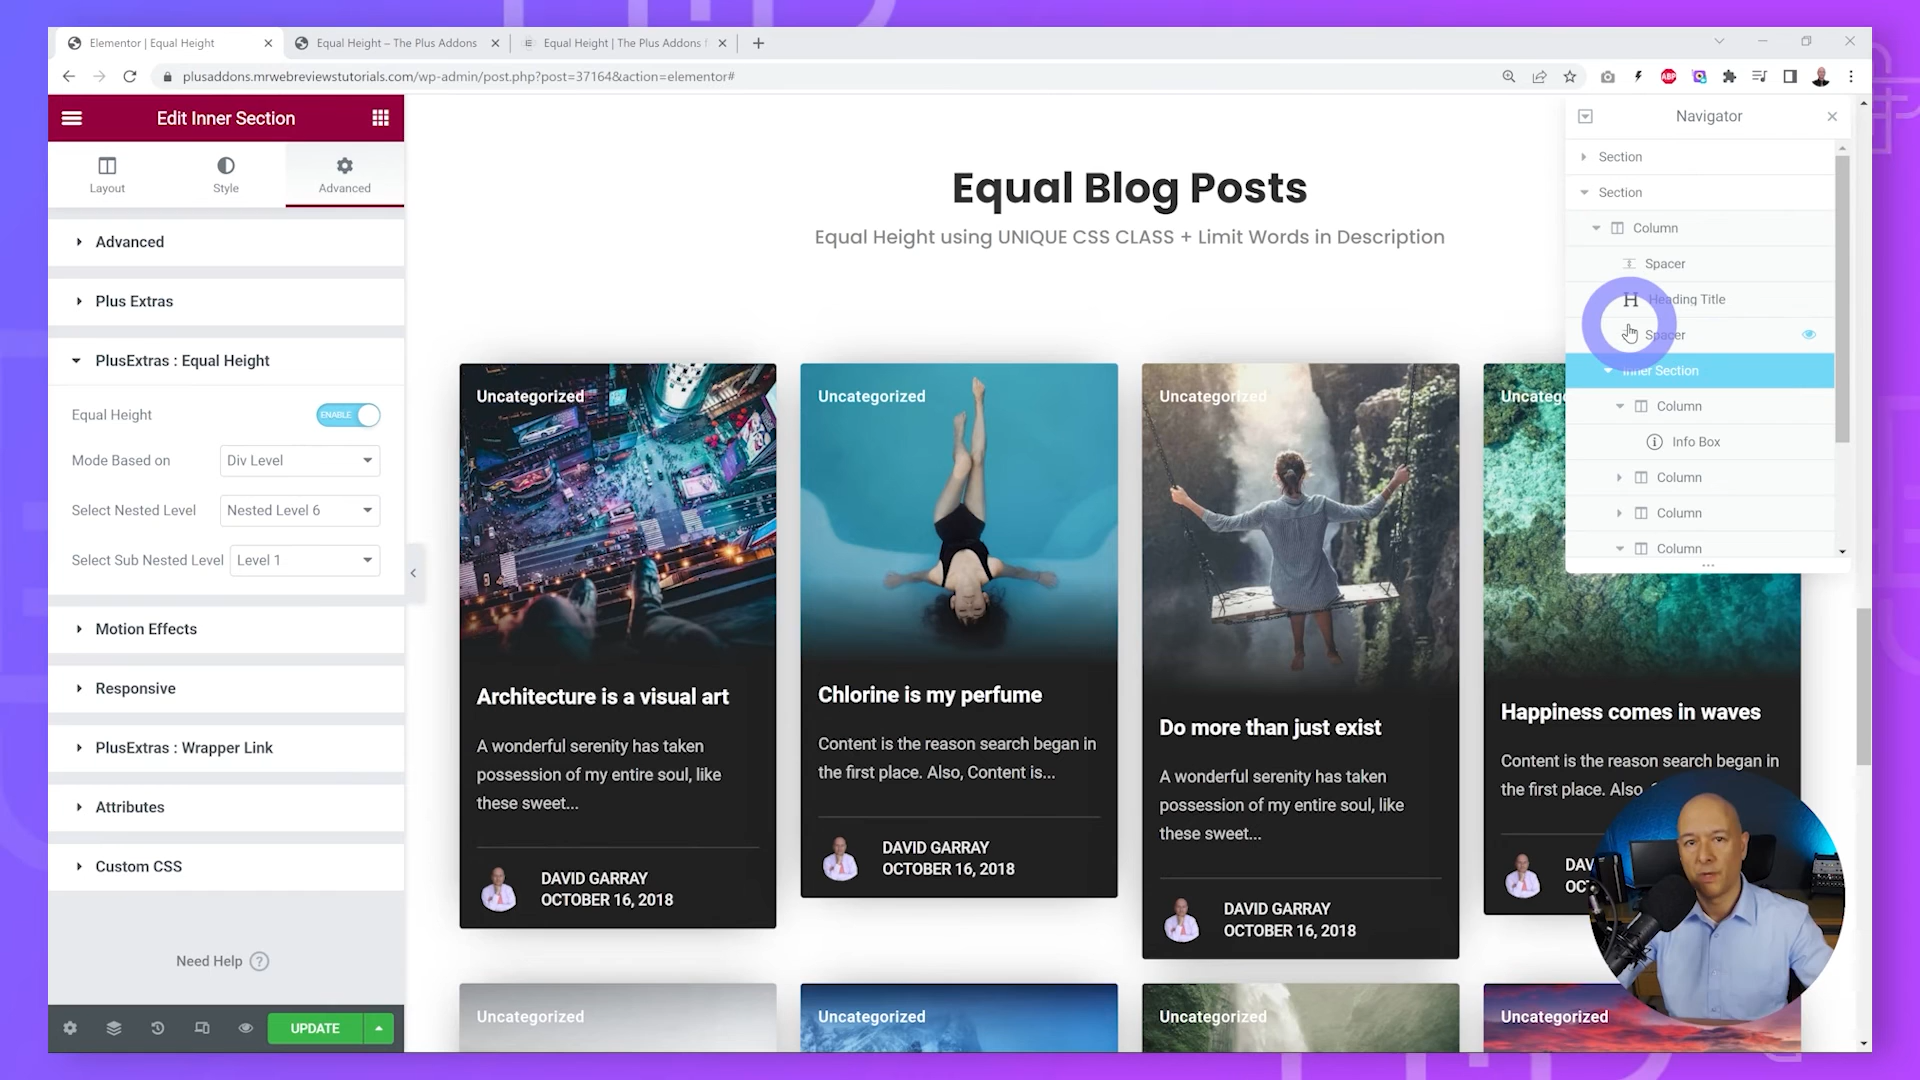 Elementor | Equal Height
Equal Height – The Plus Addons
Equal Height | The Plus Addons f
plusaddons.mrwebreviewstutorials.com/wp-admin/post.php?post=37164&action=elementor#
ABP
Edit Inner Section
Layout
Style
Advanced
Advanced
Plus Extras
PlusExtras : Equal Height
Equal Height
ENABLE
Mode Based on
Div Level
Select Nested Level
Nested Level 6
Select Sub Nested Level
Level 1
Motion Effects
Responsive
PlusExtras : Wrapper Link
Attributes
Custom CSS
Need Help ?
UPDATE
Equal Blog Posts
Equal Height using UNIQUE CSS CLASS + Limit Words in Description
Uncategorized
Architecture is a visual art
A wonderful serenity has taken
possession of my entire soul, like
these sweet...
DAVID GARRAY
OCTOBER 16, 2018
Uncategorized
Chlorine is my perfume
Content is the reason search began in
the first place. Also, Content is...
DAVID GARRAY
OCTOBER 16, 2018
Uncategorized
Do more than just exist
A wonderful serenity has taken
possession of my entire soul, like
these sweet...
DAVID GARRAY
OCTOBER 16, 2018
Uncatego
Happiness comes in waves
Content is the reason search began in
the first place. Also,
DAV
OC
Uncategorized
Uncategorized
Uncategorized
Uncategorized
Navigator
Section
Section
Column
Spacer
Heading Title
Spacer
Inner Section
Column
Info Box
Column
Column
Column